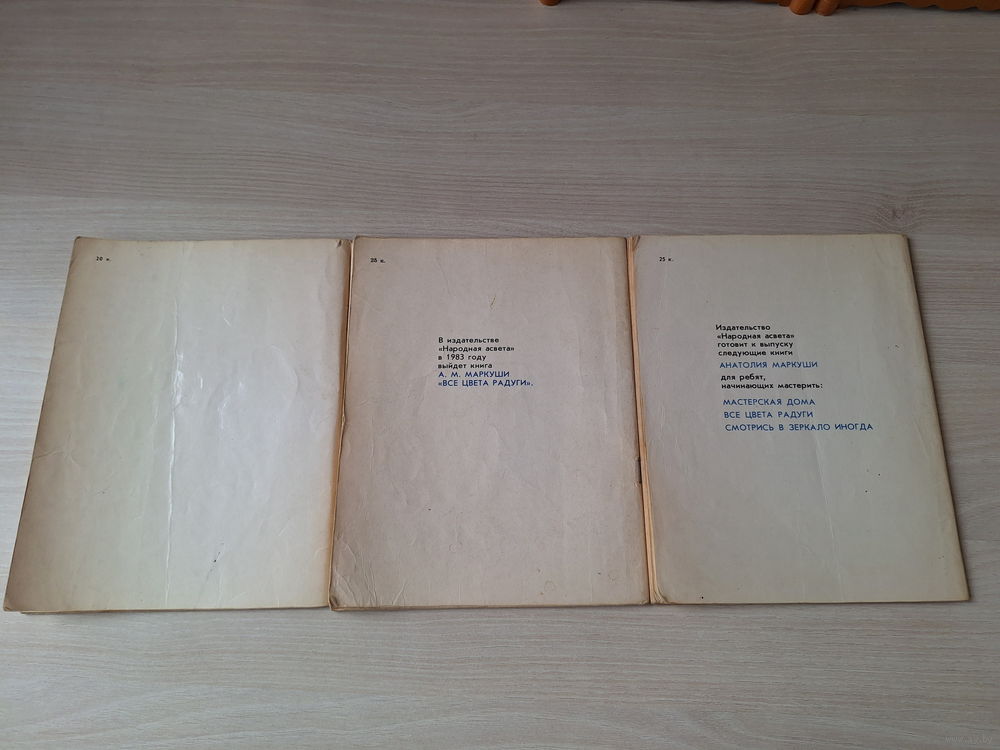 20 к.
26 к.
В издательстве
«Народная асвета»
в 1983 году
выйдет книга
А. М. МАРКУШИ
«ВСЕ ЦВЕТА РАДУГИ».
25 к.
Издательство
«Народная асвета»
готовит к выпуску
следующие книги
АНАТОЛИЯ МАРКУШИ
для ребят,
начинающих мастерить:
МАСТЕРСКАЯ ДОМА
ВСЕ ЦВЕТА РАДУГИ
СМОТРИСЬ В ЗЕРКАЛО ИНОГДА